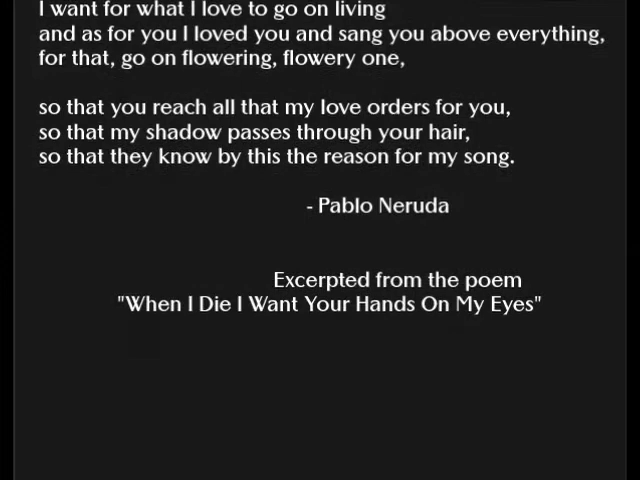 I want for what I love to go on living
and as for you I loved you and sang you above everything,
for that, go on flowering, flowery one,
so that you reach all that my love orders for you,
so that my shadow passes through your hair,
so that they know by this the reason for my song.
- Pablo Neruda
Excerpted from the poem
"When I Die I Want Your Hands On My Eyes"